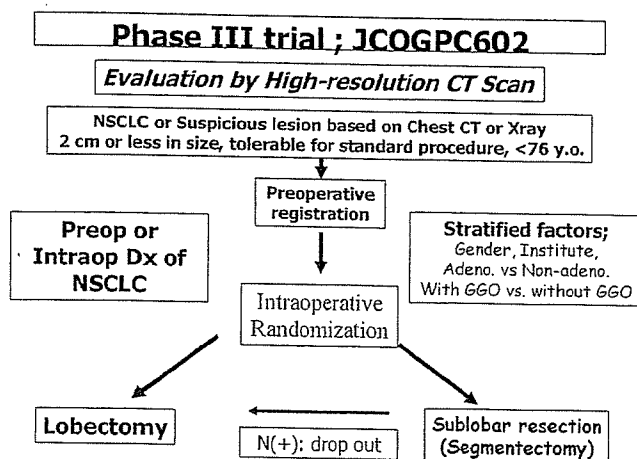 Phase III trial ; JCOGPC602
Evaluation by High-resolution CT Scan
NSCLC or Suspicious lesion based on Chest CT or Xray
2 cm or less in size, tolerable for standard procedure, <76 y.o.
Preoperative
registration
Preop or
Intraop Dx of
NSCLC
Stratified factors;
Gender, Institute,
Adeno. vs Non-adeno.
With GGO vs. without GGO
Intraoperative
Randomization
Lobectomy
N(+): drop out
Sublobar resection
(Segmentectomy)